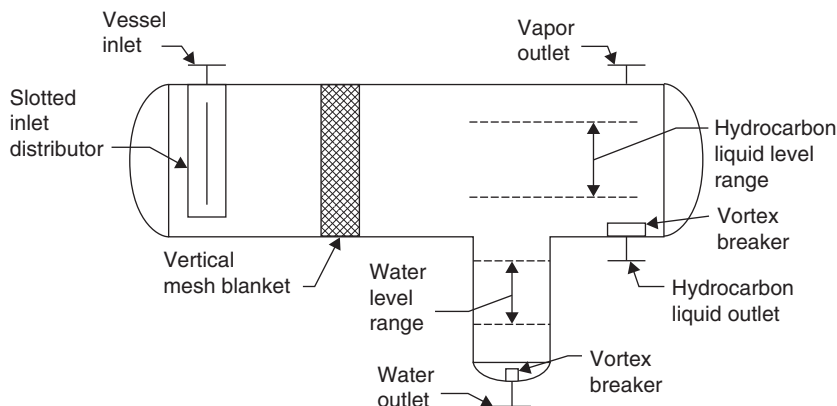 Vessel
inlet
Vapor
outlet
Slotted
inlet
distributor
Hydrocarbon
liquid level
range
Vortex
breaker
Vertical
mesh blanket
Water
level
range
Hydrocarbon
liquid outlet
Vortex
breaker
Water
outlet